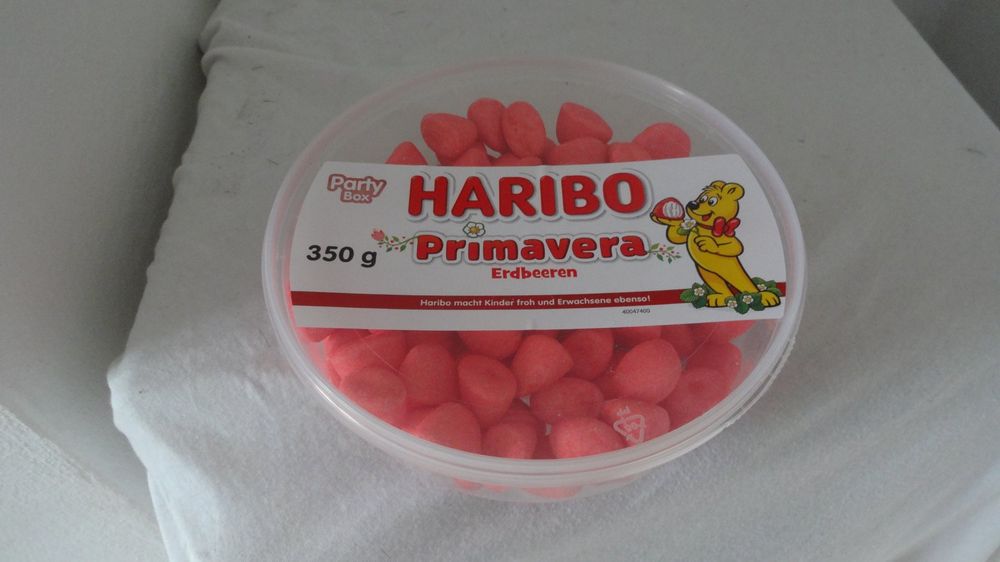 Party
Box
HARIBO
350 g
Primavera
Erdbeeren
Haribo macht Kinder froh und Erwachsene ebenso!
40047400